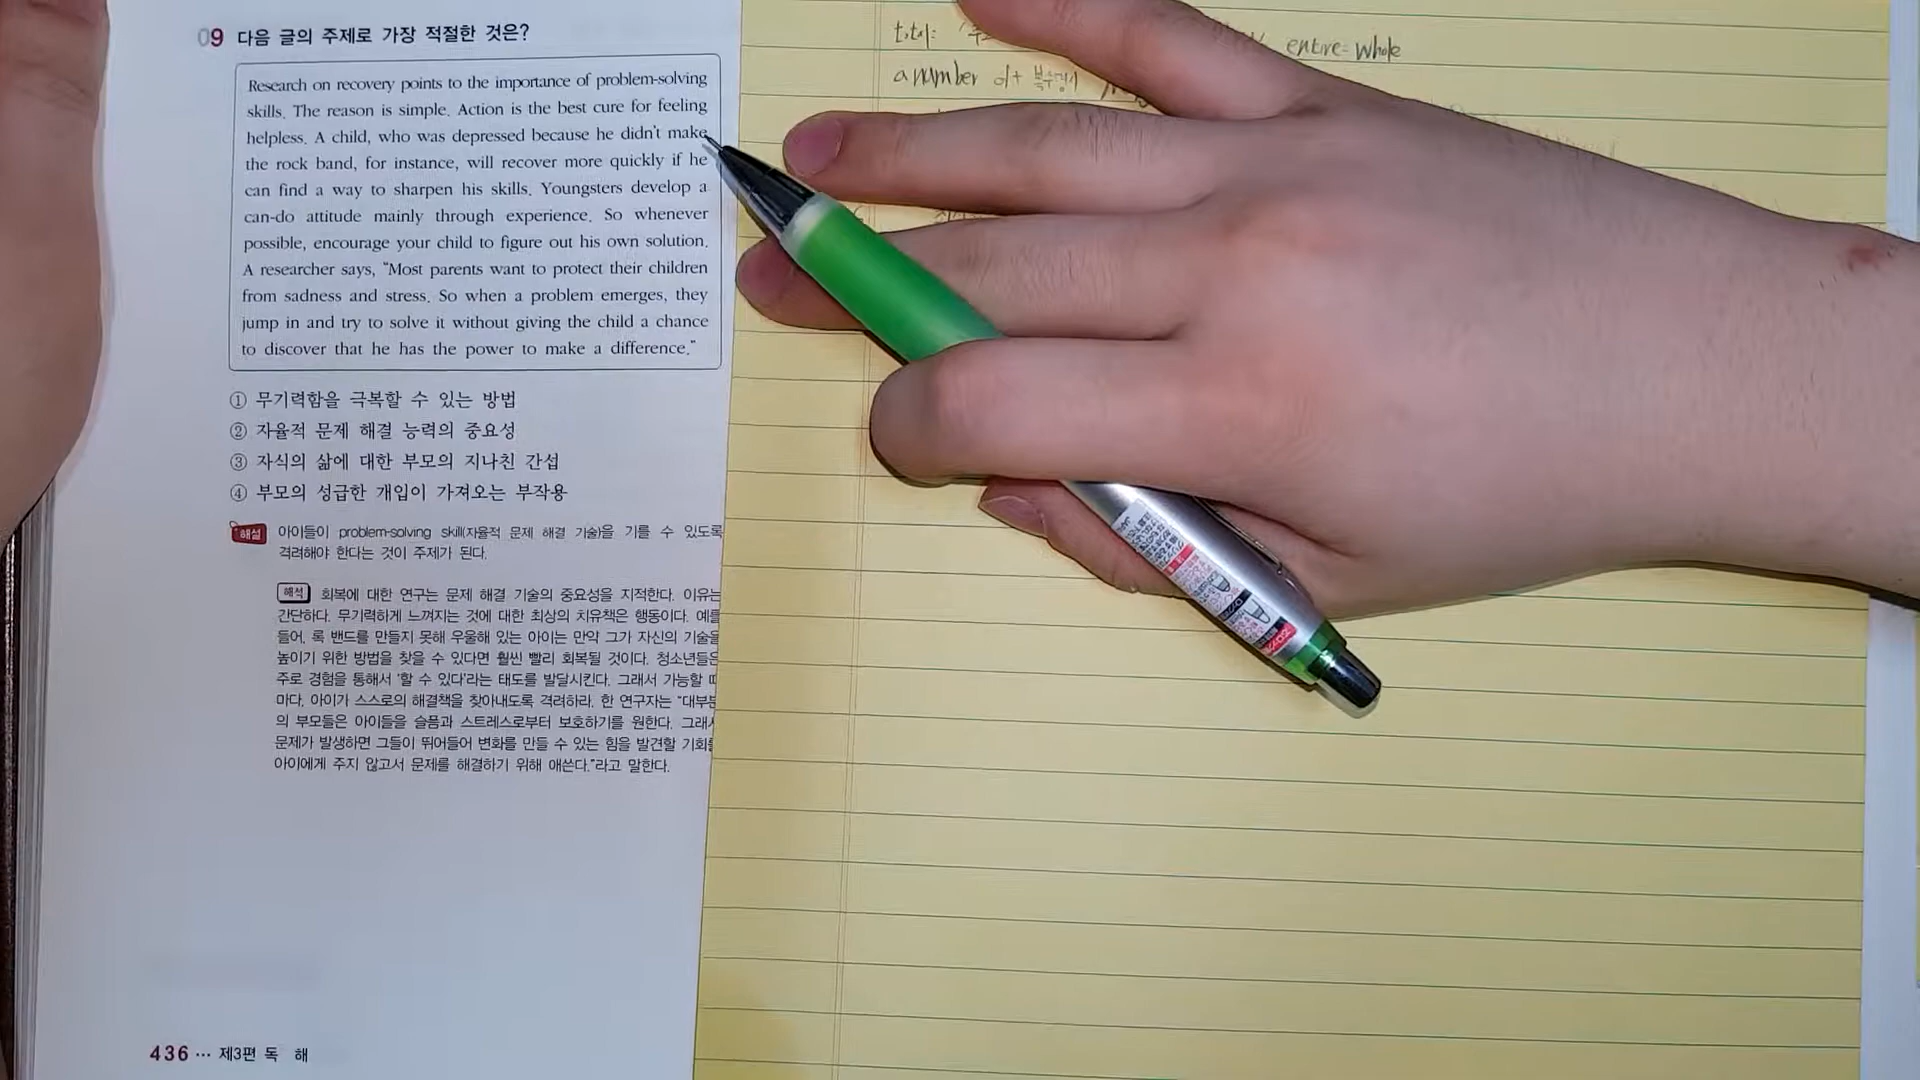 09 다음 글의 주제로 가장 적절한 것은?
Research on recovery points to the importance of problem-solving
skills. The reason is simple. Action is the best cure for feeling
helpless. A child, who was depressed because he didn't make
the rock band, for instance, will recover more quickly if he
can find a way to sharpen his skills. Youngsters develop a
can-do attitude mainly through experience. So whenever
possible, encourage your child to figure out his own solution.
A researcher says, "Most parents want to protect their children
from sadness and stress. So when a problem emerges, they
jump in and try to solve it without giving the child a chance
to discover that he has the power to make a difference."
① 무기력함을 극복할 수 있는 방법
② 자율적 문제 해결 능력의 중요성
③ 자식의 삶에 대한 부모의 지나친 간섭
④ 부모의 성급한 개입이 가져오는 부작용
해설 아이들이 problem-solving skill(자율적 문제 해결 기술)을 기를 수 있도록
격려해야 한다는 것이 주제가 된다.
해석 회복에 대한 연구는 문제 해결 기술의 중요성을 지적한다. 이유는
간단하다. 무기력하게 느껴지는 것에 대한 최상의 치유책은 행동이다. 예를
들어, 록 밴드를 만들지 못해 우울해 있는 아이는 만약 그가 자신의 기술을
높이기 위한 방법을 찾을 수 있다면 훨씬 빨리 회복될 것이다. 청소년들은
주로 경험을 통해서 '할 수 있다'라는 태도를 발달시킨다. 그래서 가능할
마다, 아이가 스스로의 해결책을 찾아내도록 격려하라. 한 연구자는 "대부분
의 부모들은 아이들을 슬픔과 스트레스로부터 보호하기를 원한다. 그래서
문제가 발생하면 그들이 뛰어들어 변화를 만들 수 있는 힘을 발견할 기회를
아이에게 주지 않고서 문제를 해결하기 위해 애쓴다."라고 말한다.
436 ··· 제3편 독 해
total: entire= whole
a number of+